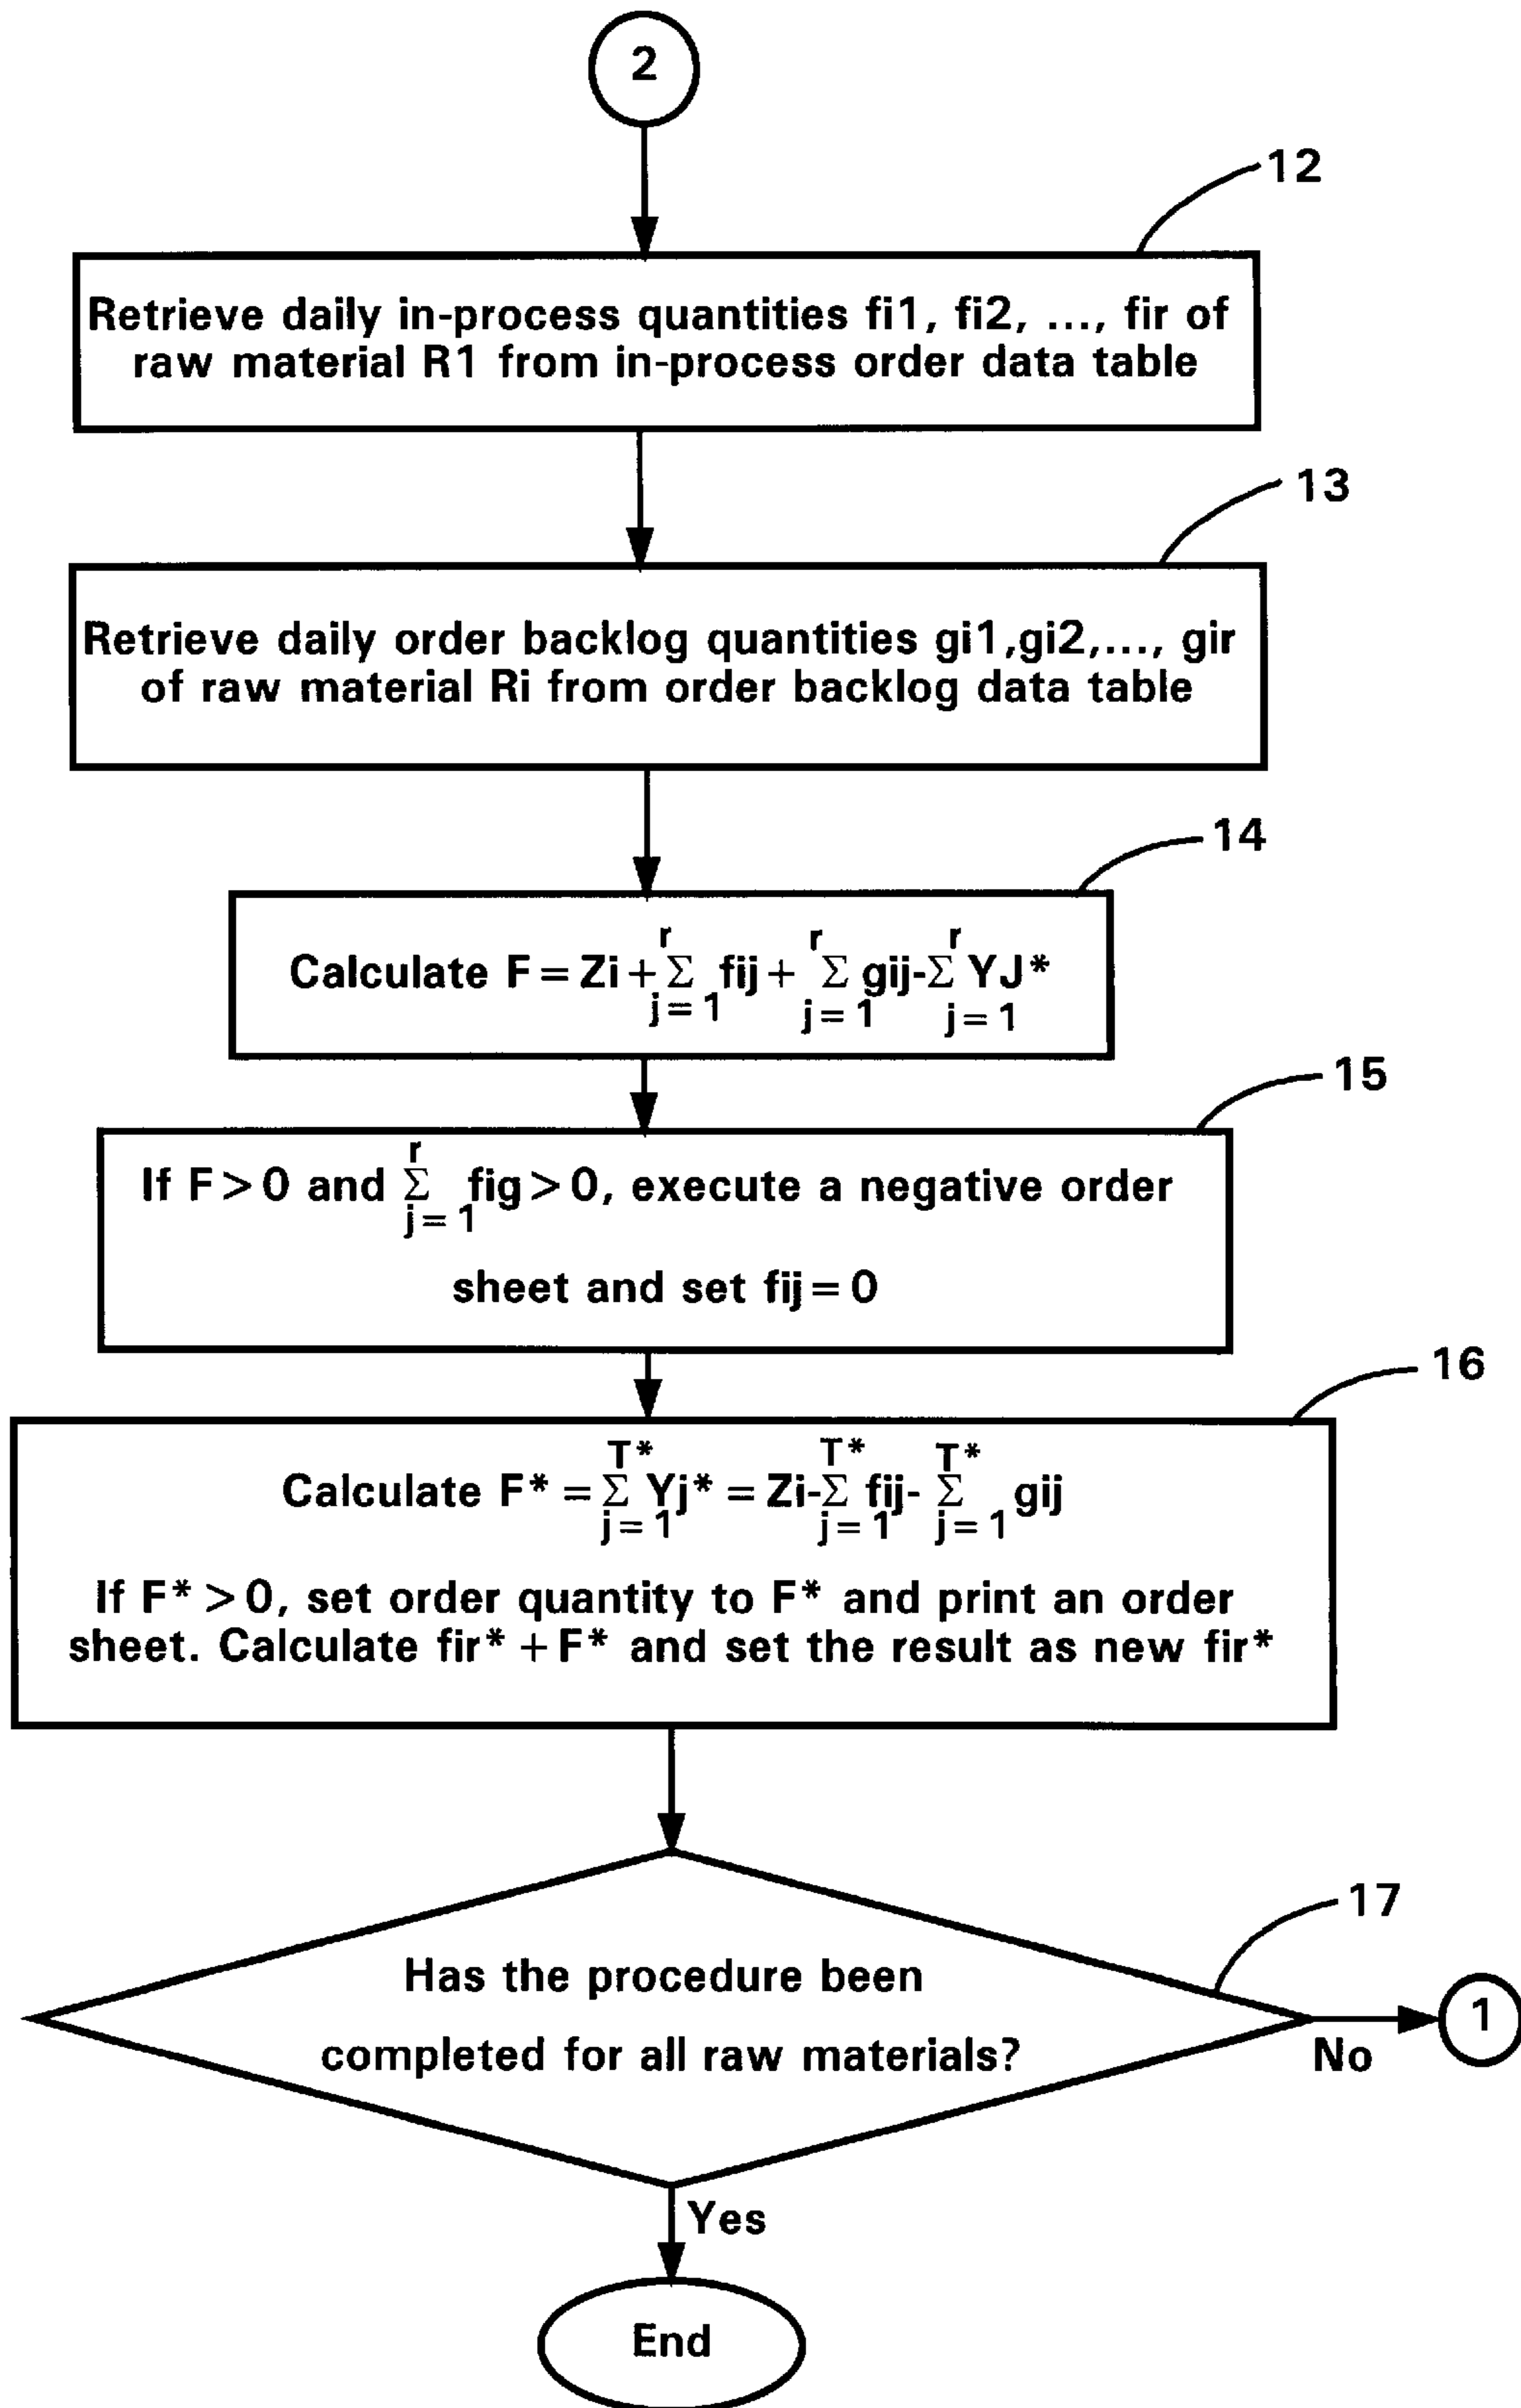 2
12
Retrieve daily in-process quantities fi1, fi2, ..., fir of
raw material R1 from in-process order data table
13
Retrieve daily order backlog quantites gi1,gi2,..., gir
of raw material Ri from order backlog data table
14
r r r
Calculate F = Zi + Σ fij + Σ gij - Σ YJ*
j = 1 j = 1 j = 1
15
r
If F > 0 and Σ fig > 0, execute a negative order
j = 1
sheet and set fij = 0
16
T* T* T*
Calculate F* = Σ Yj* = Zi - Σ fij - Σ gij
j = 1 j = 1 j = 1
If F* > 0, set order quantity to F* and print an order
sheet. Calculate fir* + F* and set the result as new fir*
17
Has the procedure been
completed for all raw materials?
1
No
Yes
End